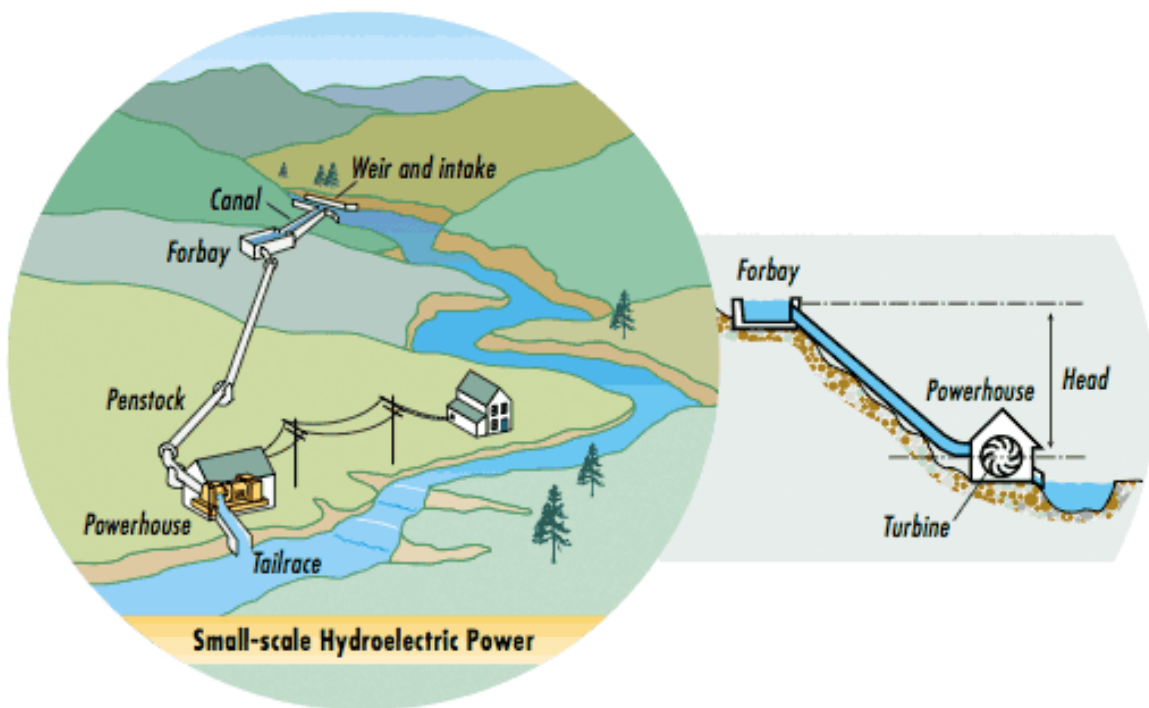 Weir and intake
Canal
Forbay
Penstock
Powerhouse
Tailrace
Small-scale Hydroelectric Power
Forbay
Powerhouse
Head
Turbine